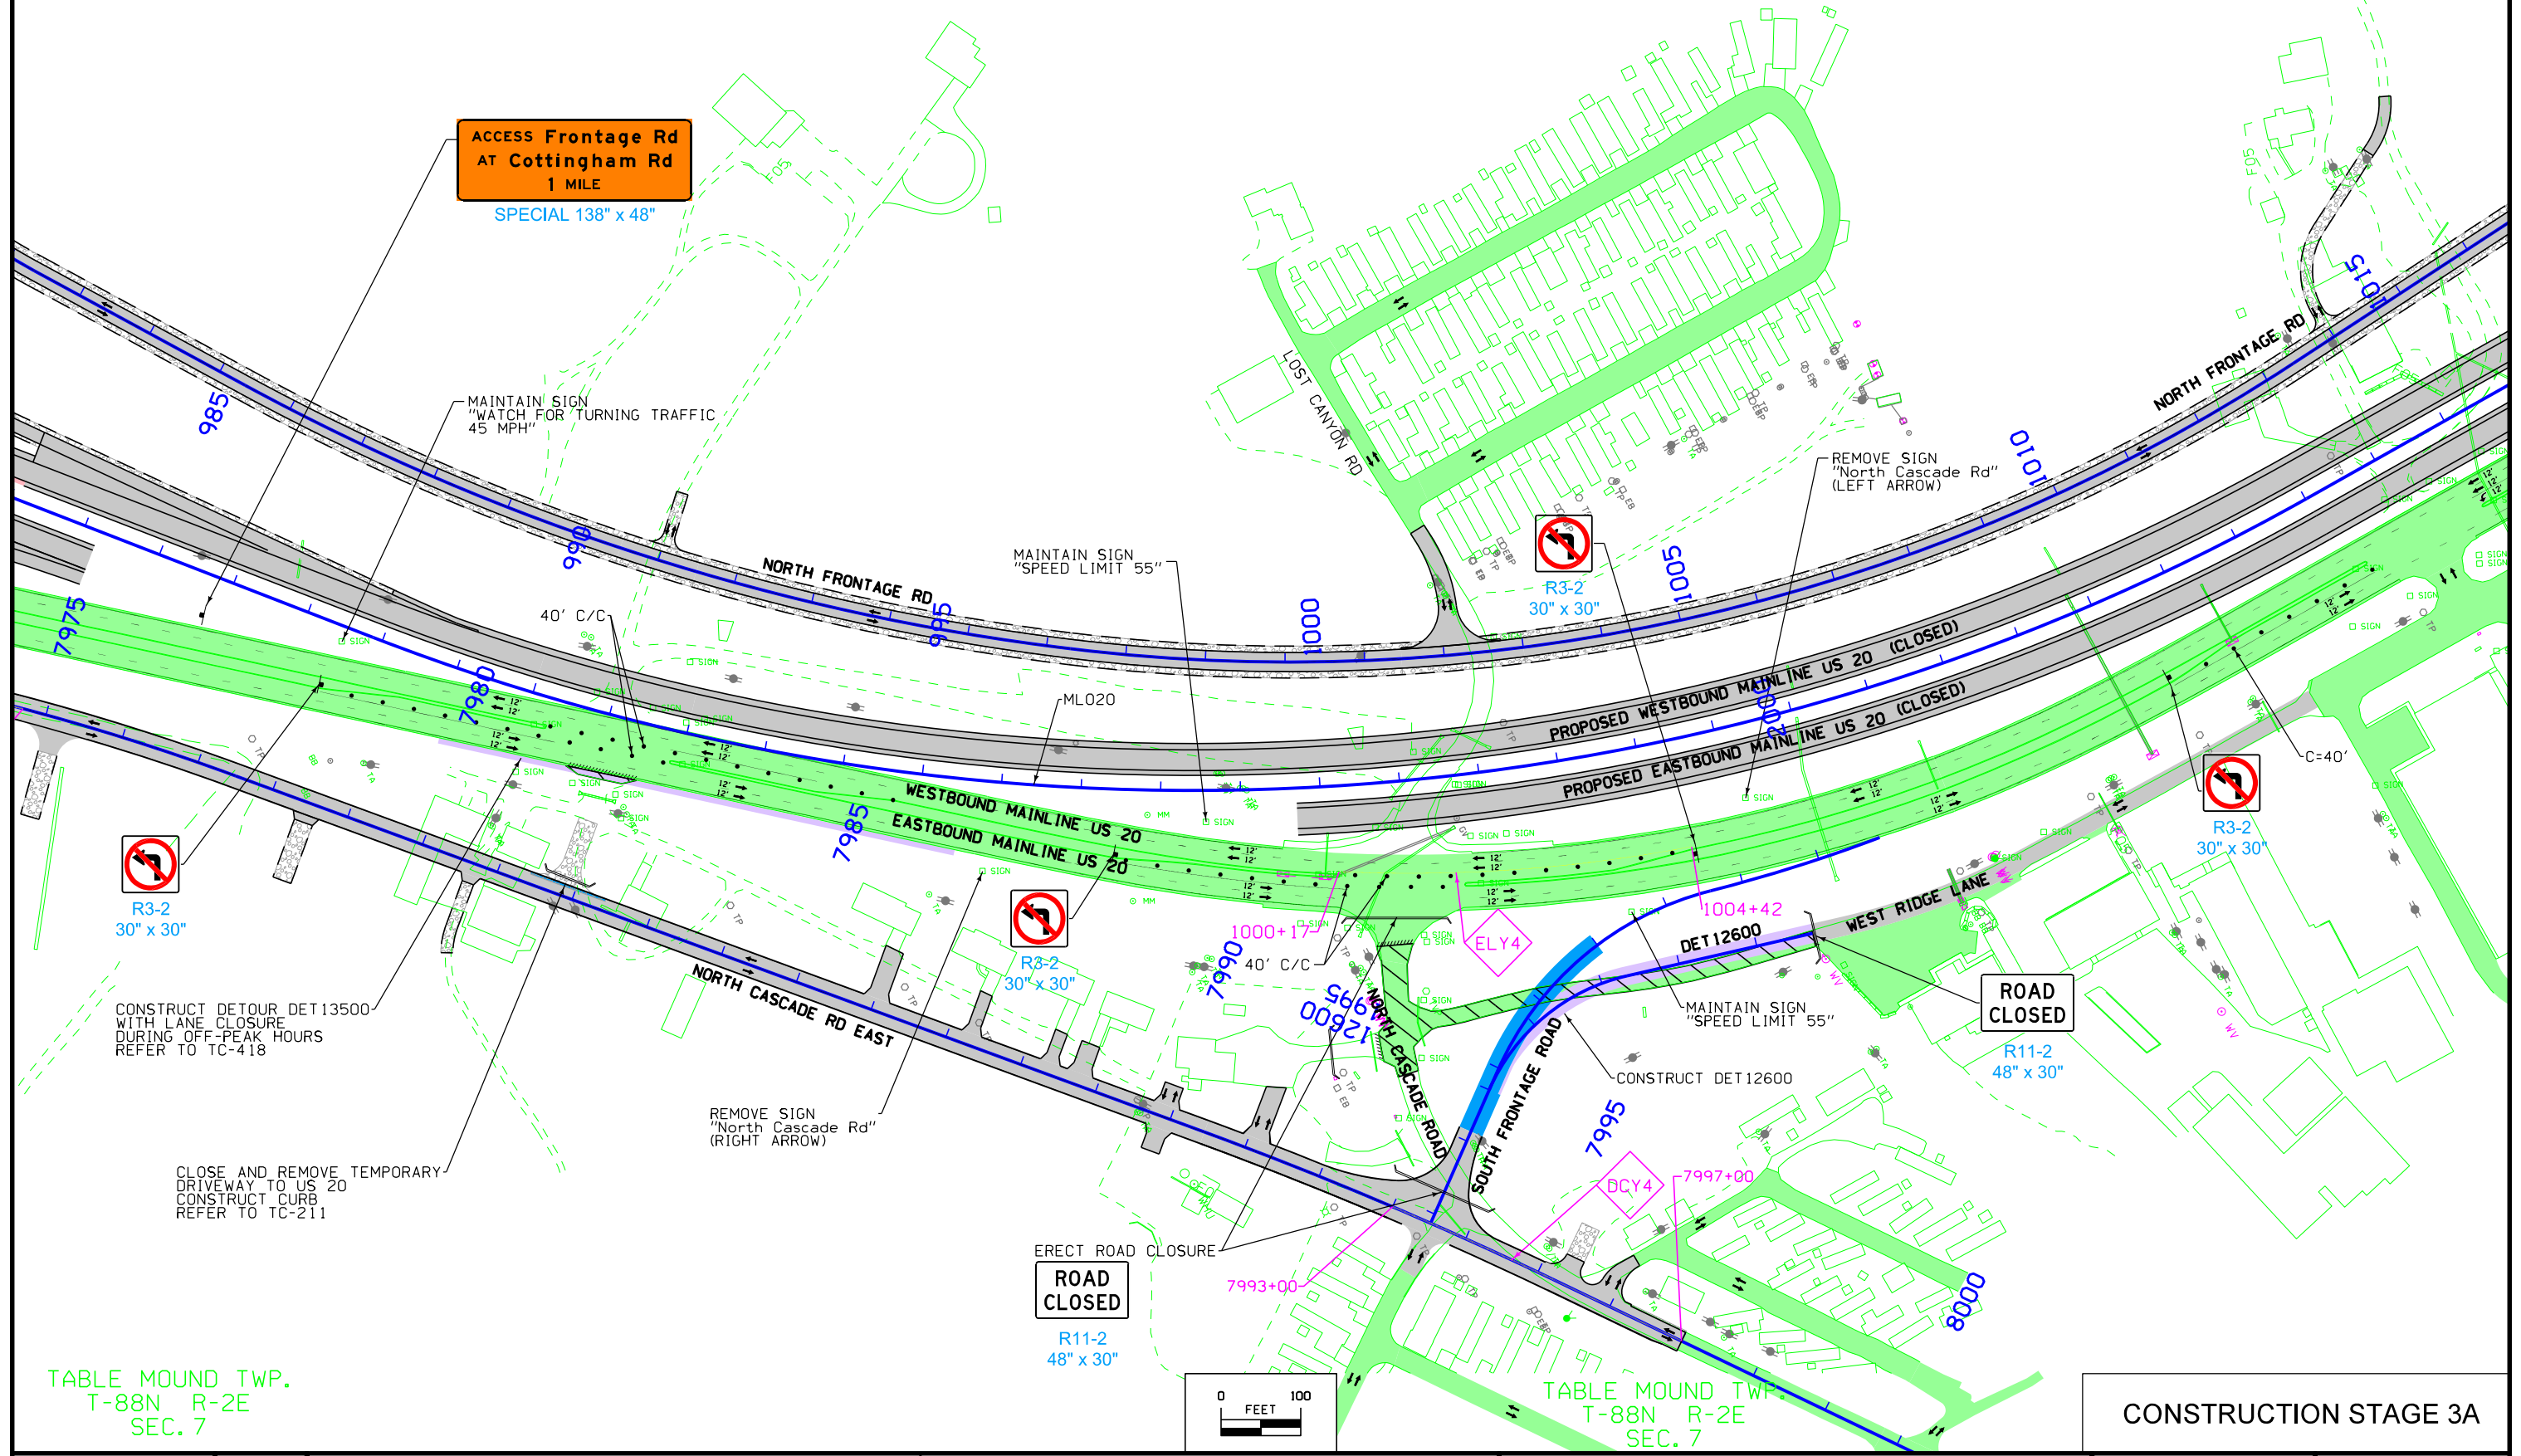 ACCESS Frontage Rd
AT Cottingham Rd
1 MILE
SPECIAL 138" x 48"
F05
F05
LOST CANYON RD
NORTH FRONTAGE RD
1015
985
MAINTAIN SIGN
"WATCH FOR TURNING TRAFFIC
45 MPH"
REMOVE SIGN
"North Cascade Rd"
(LEFT ARROW)
1010
990
NORTH FRONTAGE RD
995
MAINTAIN SIGN
"SPEED LIMIT 55"
R3-2
30" x 30"
1005
1000
7975
40' C/C
7980
ML020
PROPOSED WESTBOUND MAINLINE US 20 (CLOSED)
PROPOSED EASTBOUND MAINLINE US 20 (CLOSED)
8000
C=40'
WESTBOUND MAINLINE US 20
EASTBOUND MAINLINE US 20
7985
R3-2
30" x 30"
R3-2
30" x 30"
R3-2
30" x 30"
1000+17
40' C/C
ELY4
1004+42
DET12600
WEST RIDGE LANE
7990
7995
12600
NORTH CASCADE RD EAST
NORTH CASCADE ROAD
SOUTH FRONTAGE ROAD
MAINTAIN SIGN
"SPEED LIMIT 55"
ROAD
CLOSED
R11-2
48" x 30"
CONSTRUCT DETOUR DET13500
WITH LANE CLOSURE
DURING OFF-PEAK HOURS
REFER TO TC-418
CONSTRUCT DET12600
REMOVE SIGN
"North Cascade Rd"
(RIGHT ARROW)
7995
CLOSE AND REMOVE TEMPORARY
DRIVEWAY TO US 20
CONSTRUCT CURB
REFER TO TC-211
DCY4
7997+00
ERECT ROAD CLOSURE
ROAD
CLOSED
R11-2
48" x 30"
7993+00
8000
TABLE MOUND TWP.
T-88N R-2E
SEC. 7
0 100
FEET
TABLE MOUND TWP.
T-88N R-2E
SEC. 7
CONSTRUCTION STAGE 3A